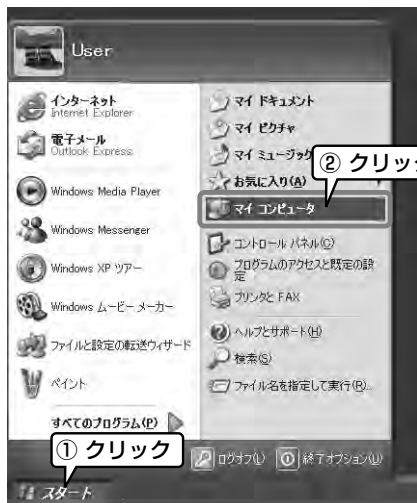 User
インターネット
Internet Explorer
電子メール
Outlook Express
Windows Media Player
Windows Messenger
Windows XP ツアー
Windows ムービー メーカー
ファイルと設定の転送ウィザード
ペイント
すべてのプログラム(P)
① クリック
スタート
マイ ドキュメント
マイ ピクチャ
マイ ミュージック
② クリック
お気に入り(A)
マイ コンピュータ
コントロール パネル(C)
プログラムのアクセスと既定の設
定
プリンタと FAX
ヘルプとサポート(H)
検索(S)
ファイル名を指定して実行(R)...
ログオフ(L)
終了オプション(U)